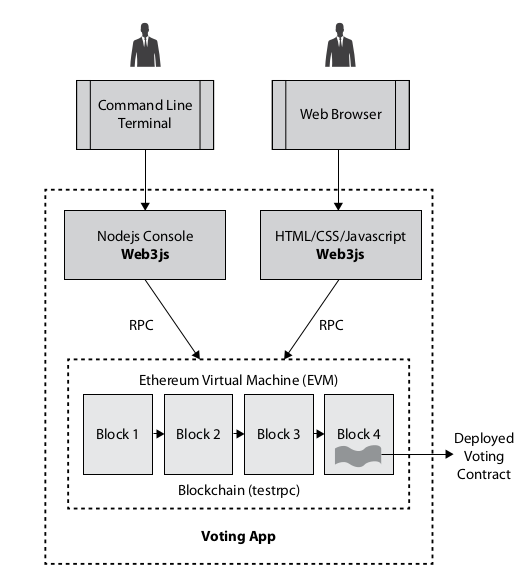 Command Line
Terminal
Web Browser
Nodejs Console
Web3js
HTML/CSS/Javascript
Web3js
RPC
RPC
Ethereum Virtual Machine (EVM)
Block 1
Block 2
Block 3
Block 4
Deployed
Voting
Contract
Blockchain (testrpc)
Voting App